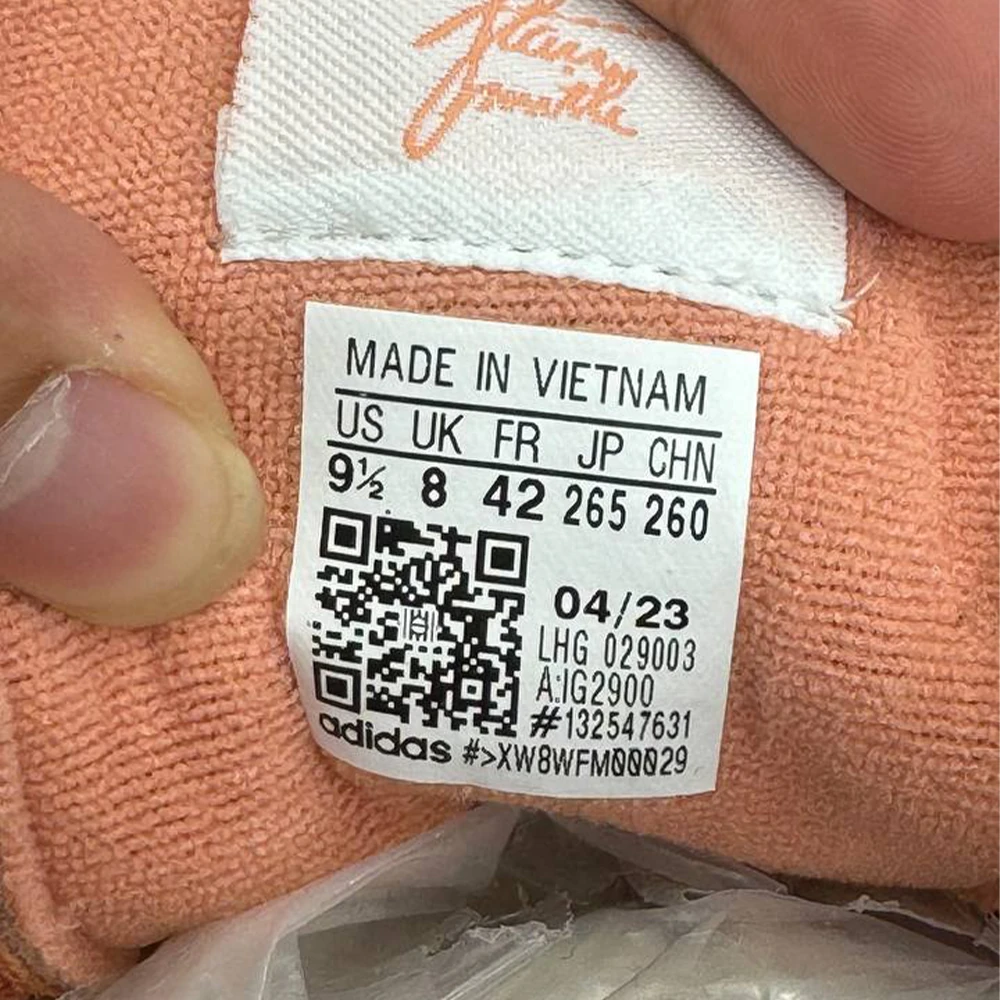 MADE IN VIETNAM
US UK FR JP CHN
9½ 8 42 265 260
04/23
LHG 029003
A:IG2900
#132547631
adidas #>XW8WFM00029